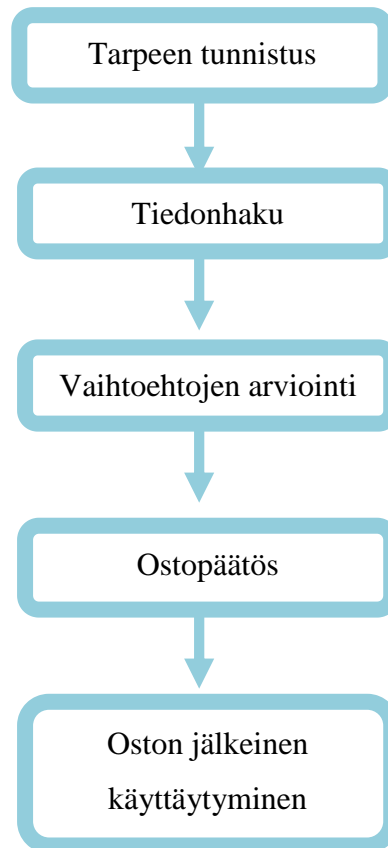 Tarpeen tunnistus
Tiedonhaku
Vaihtoehtojen arviointi
Ostopäätös
Oston jälkeinen
käyttäytyminen